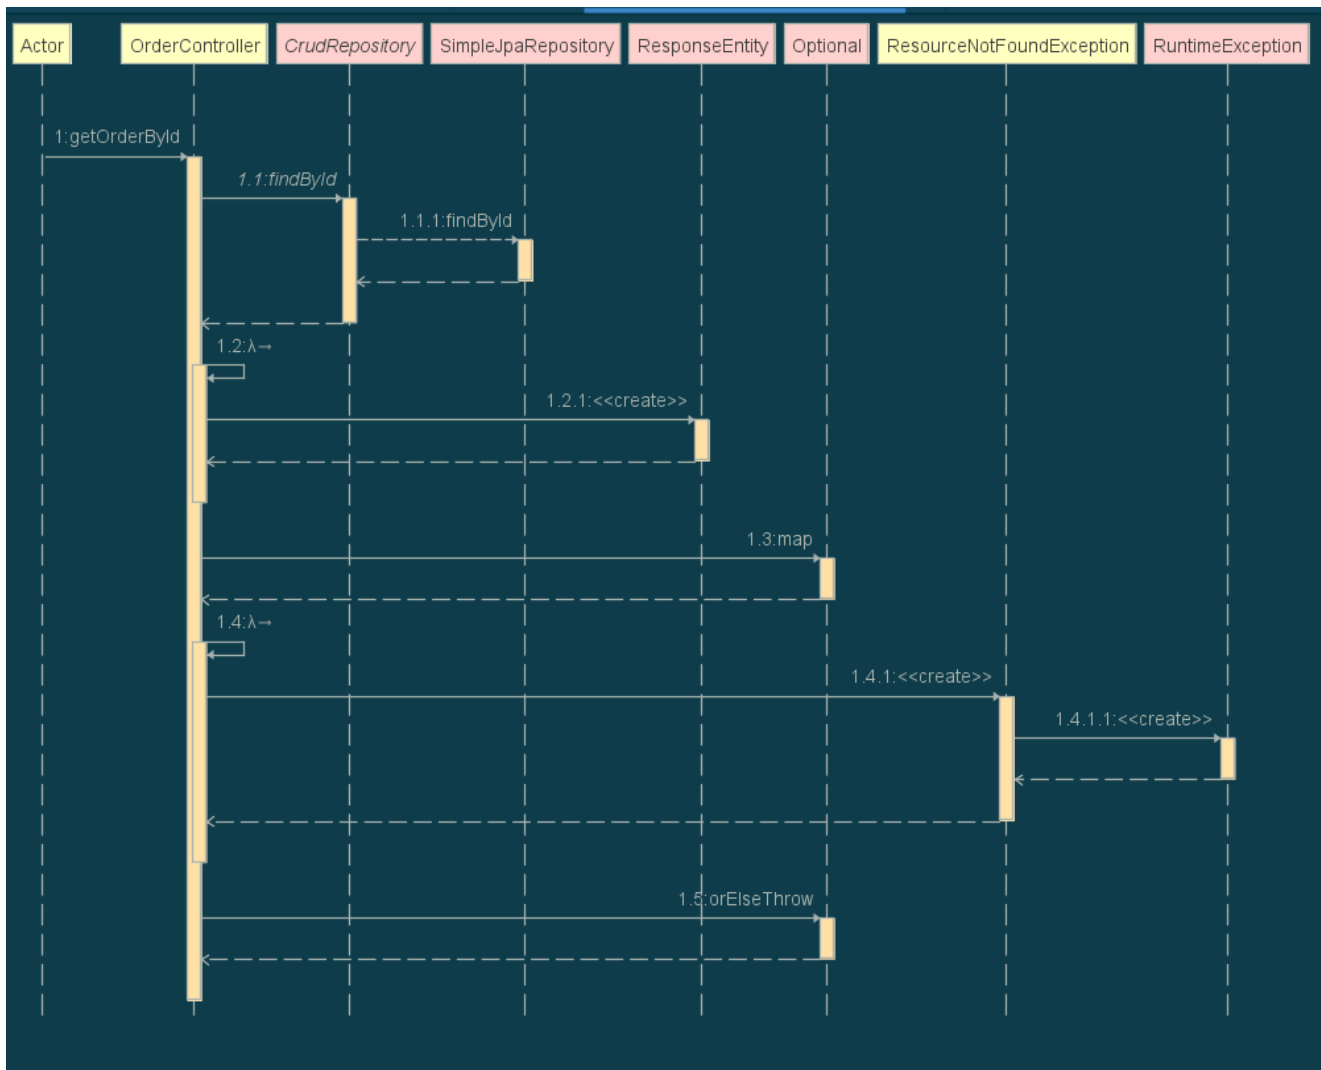 Actor
OrderController
CrudRepository
SimpleJpaRepository
ResponseEntity
Optional
ResourceNotFoundException
RuntimeException
1:getOrderById
1.1:findById
1.1.1:findById
1.2:λ→
1.2.1:<<create>>
1.3:map
1.4:λ→
1.4.1:<<create>>
1.4.1.1:<<create>>
1.5:orElseThrow